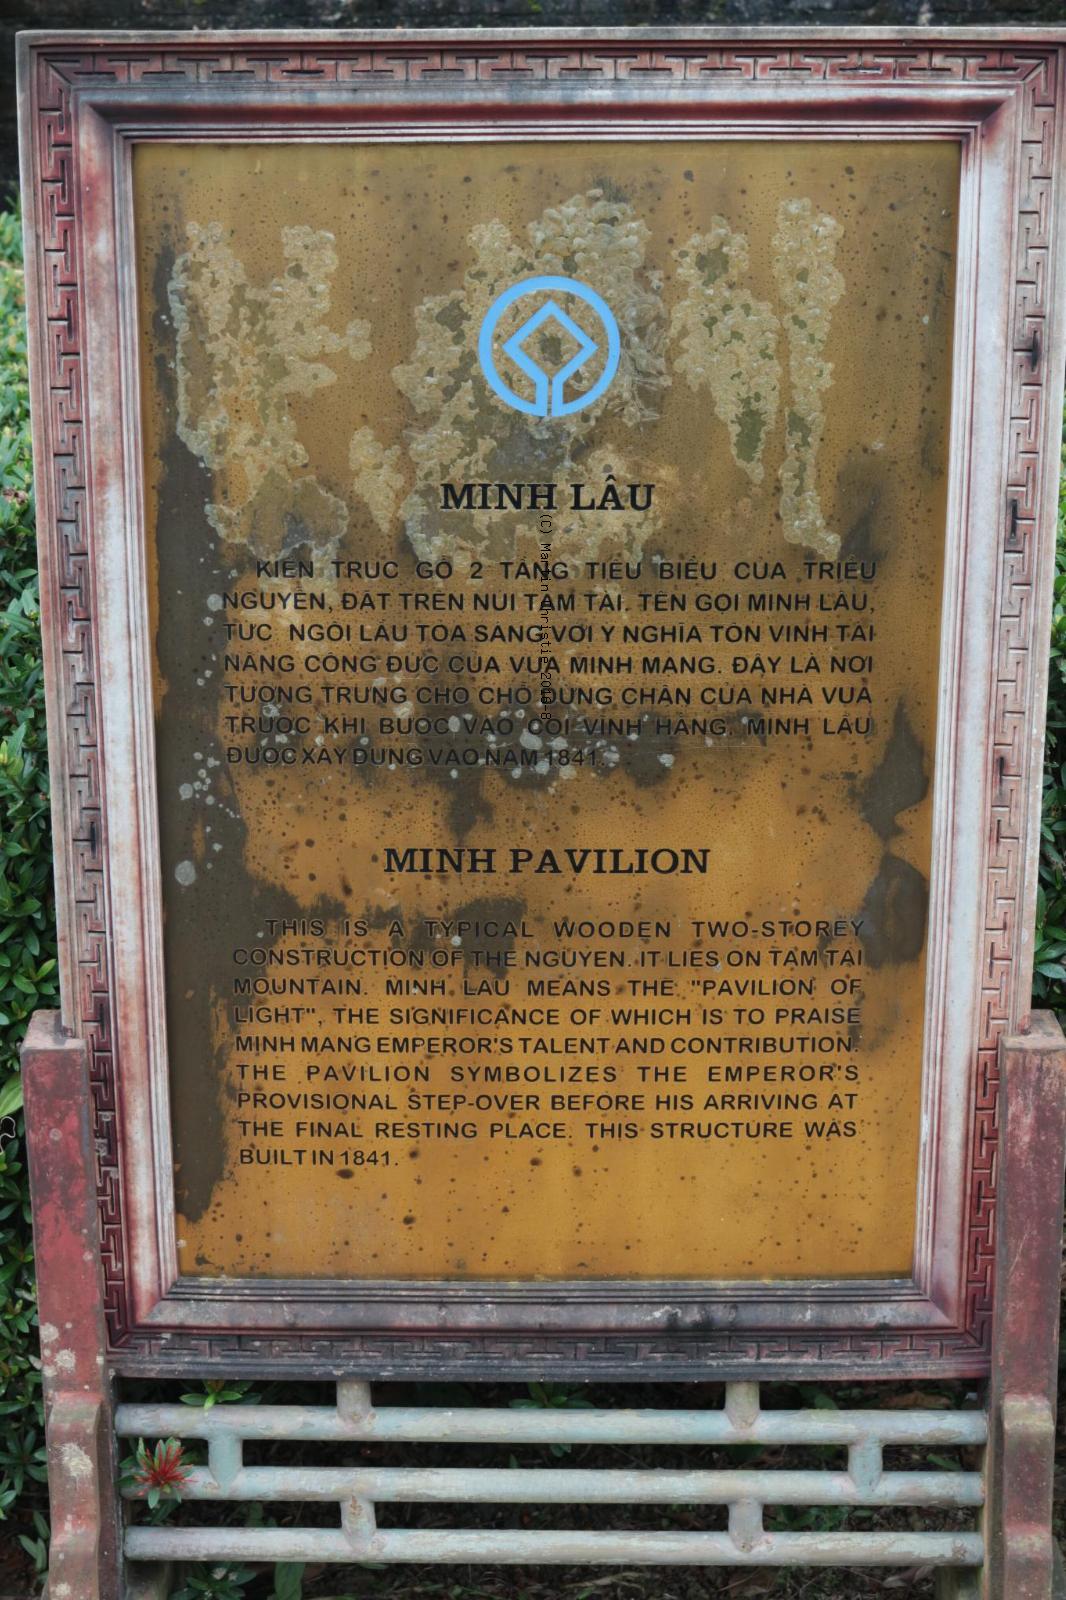 MINH LÂU
KIẾN TRÚC GỖ 2 TẦNG TIÊU BIỂU CỦA TRIỀU
NGUYỄN, ĐẶT TRÊN NÚI TAM TÀI. TÊN GỌI MINH LÂU,
TỨC NGÔI LẦU TỎA SÁNG VỚI Ý NGHĨA TÔN VINH TÀI
NĂNG CÔNG ĐỨC CỦA VUA MINH MẠNG. ĐÂY LÀ NƠI
TƯỢNG TRƯNG CHO CHỖ DỪNG CHÂN CỦA NHÀ VUA
TRƯỚC KHI BƯỚC VÀO CÕI VĨNH HẰNG. MINH LÂU
ĐƯỢC XÂY DỰNG VÀO NĂM 1841.
MINH PAVILION
THIS IS A TYPICAL WOODEN TWO-STOREY
CONSTRUCTION OF THE NGUYEN. IT LIES ON TAM TAI
MOUNTAIN. MINH LAU MEANS THE "PAVILION OF
LIGHT", THE SIGNIFICANCE OF WHICH IS TO PRAISE
MINH MANG EMPEROR'S TALENT AND CONTRIBUTION.
THE PAVILION SYMBOLIZES THE EMPEROR'S
PROVISIONAL STEP-OVER BEFORE HIS ARRIVING AT
THE FINAL RESTING PLACE. THIS STRUCTURE WAS
BUILT IN 1841.
(C) Martin Christie 2016-8